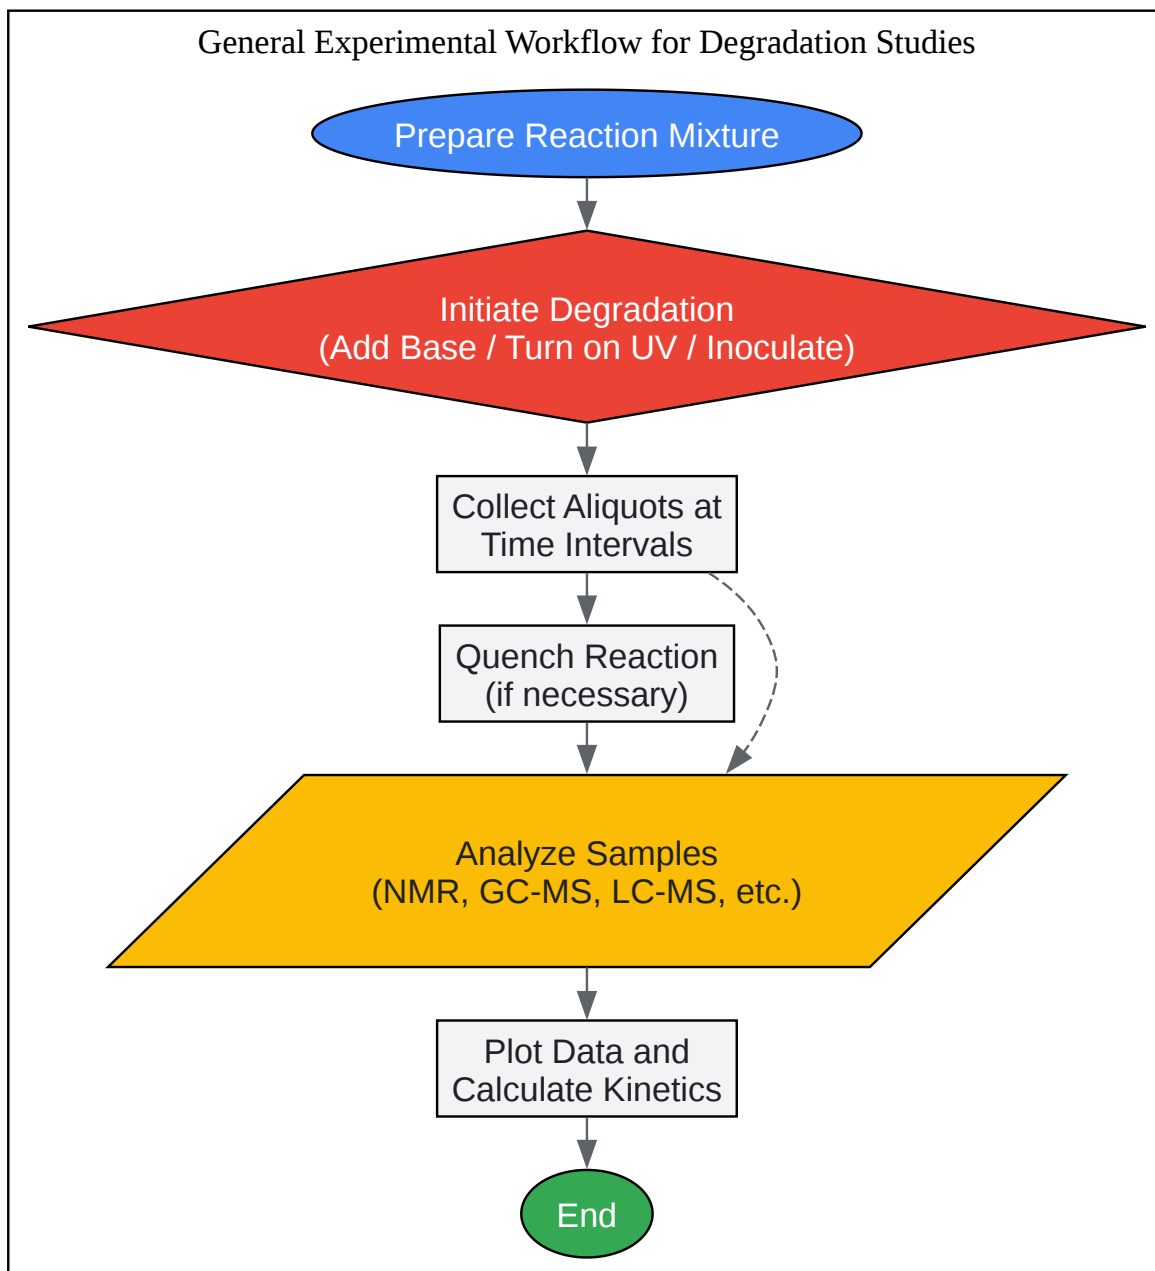 General Experimental Workflow for Degradation Studies
Prepare Reaction Mixture
Initiate Degradation
(Add Base / Turn on UV / Inoculate)
Collect Aliquots at
Time Intervals
Quench Reaction
(if necessary)
Analyze Samples
(NMR, GC-MS, LC-MS, etc.)
Plot Data and
Calculate Kinetics
End